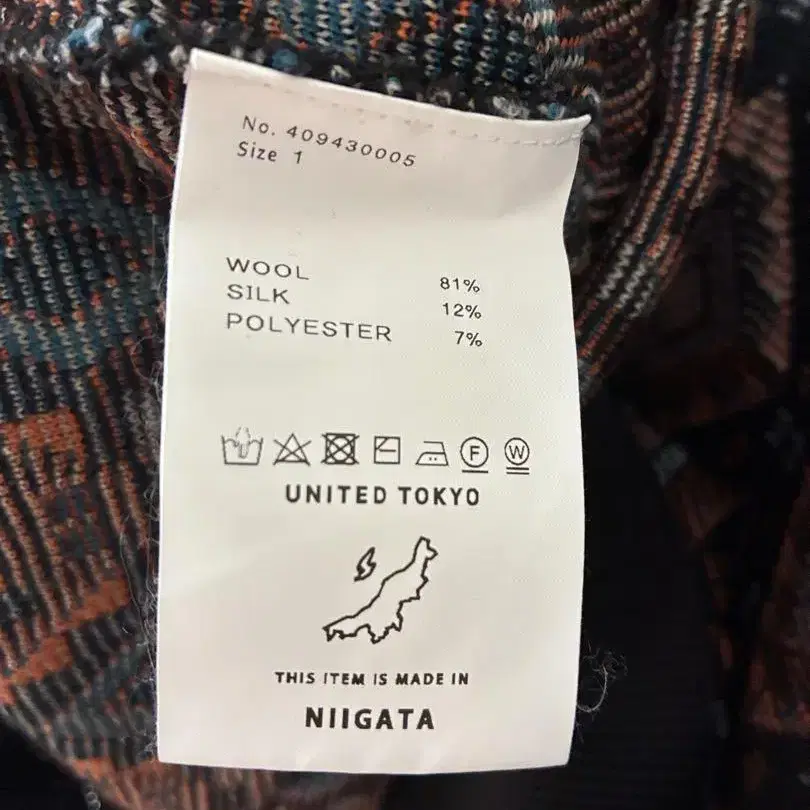 No. 409430005
Size 1
WOOL 81%
SILK 12%
POLYESTER 7%
F W
UNITED TOKYO
THIS ITEM IS MADE IN
NIIGATA